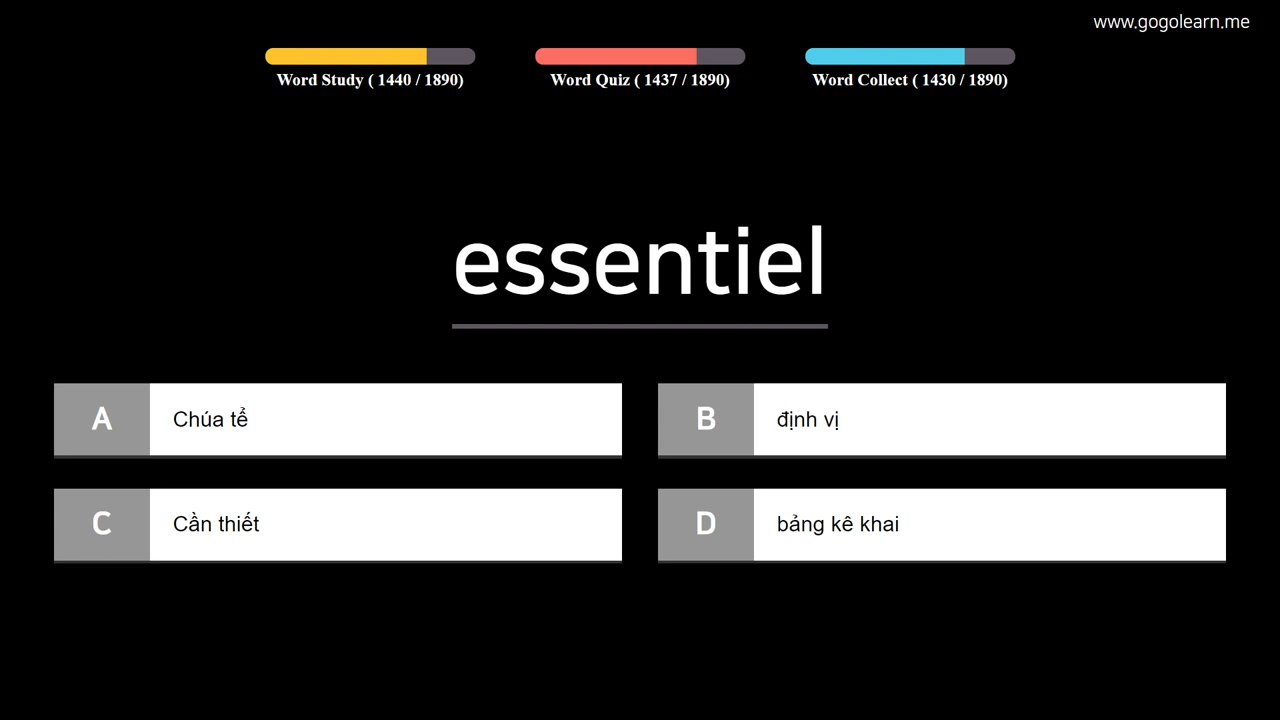 www.gogolearn.me
Word Study ( 1440 / 1890)
Word Quiz ( 1437 / 1890)
Word Collect ( 1430 / 1890)
essentiel
A Chúa tể
B định vị
C Cần thiết
D bảng kê khai